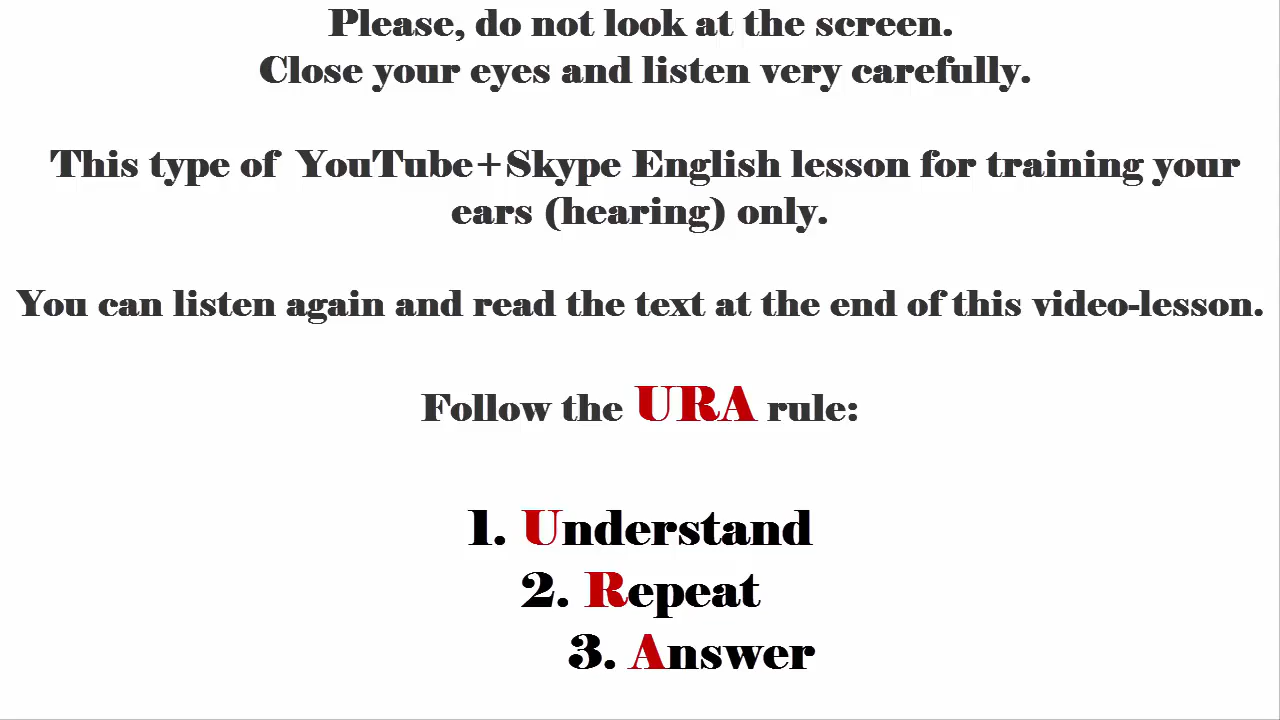 Please, do not look at the screen.
Close your eyes and listen very carefully.
This type of YouTube+Skype English lesson for training your
ears (hearing) only.
You can listen again and read the text at the end of this video-lesson.
Follow the URA rule:
1. Understand
2. Repeat
3. Answer